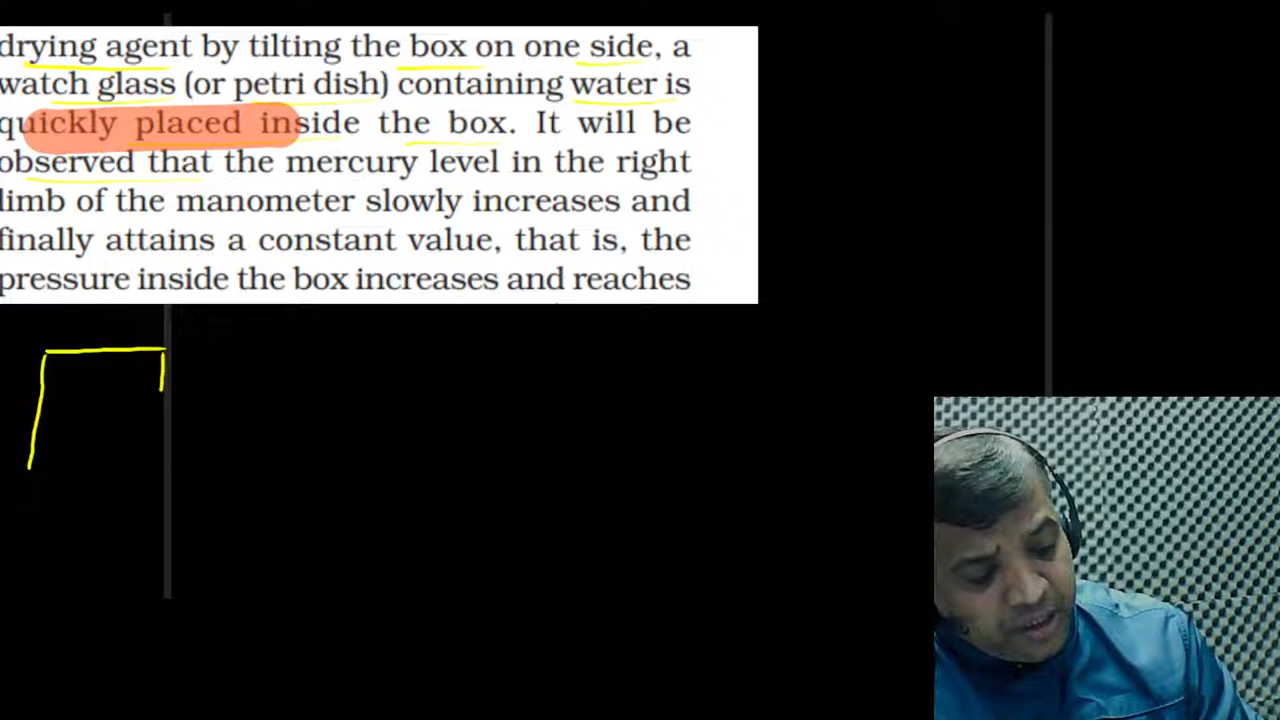 drying agent by tilting the box on one side, a
watch glass (or petri dish) containing water is
quickly placed inside the box. It will be
observed that the mercury level in the right
limb of the manometer slowly increases and
finally attains a constant value, that is, the
pressure inside the box increases and reaches